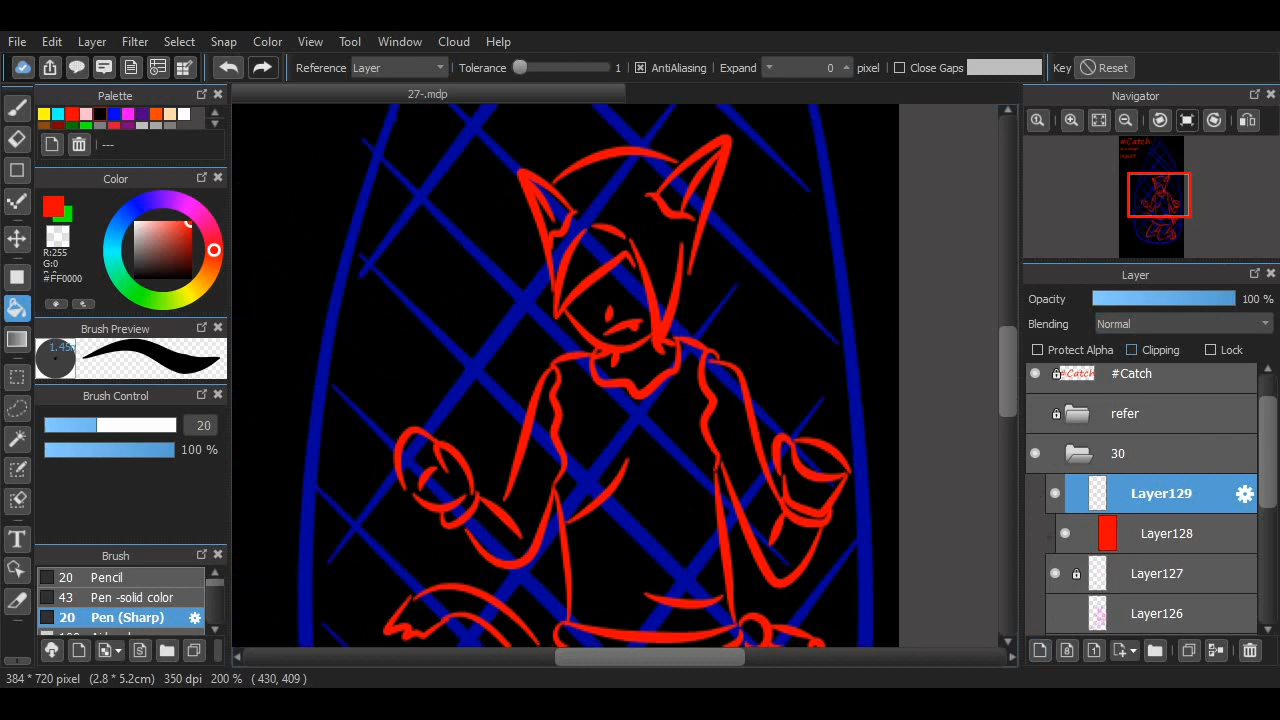 File Edit Layer Filter Select Snap Color View Tool Window Cloud Help
Reference Layer Tolerance 1 AntiAliasing Expand 0 pixel Close Gaps Key Reset
Palette
---
Color
R:255
G:0
#FF0000
Brush Preview
Brush Control
20
100 %
Brush
20 Pencil
43 Pen -solid color
20 Pen (Sharp)
27-.mdp
Navigator
#Catch
Layer
Opacity 100 %
Blending Normal
Protect Alpha Clipping Lock
#Catch #Catch
refer
30
Layer129
Layer128
Layer127
Layer126
384 * 720 pixel (2.8 * 5.2cm) 350 dpi 200 % ( 430, 409 )